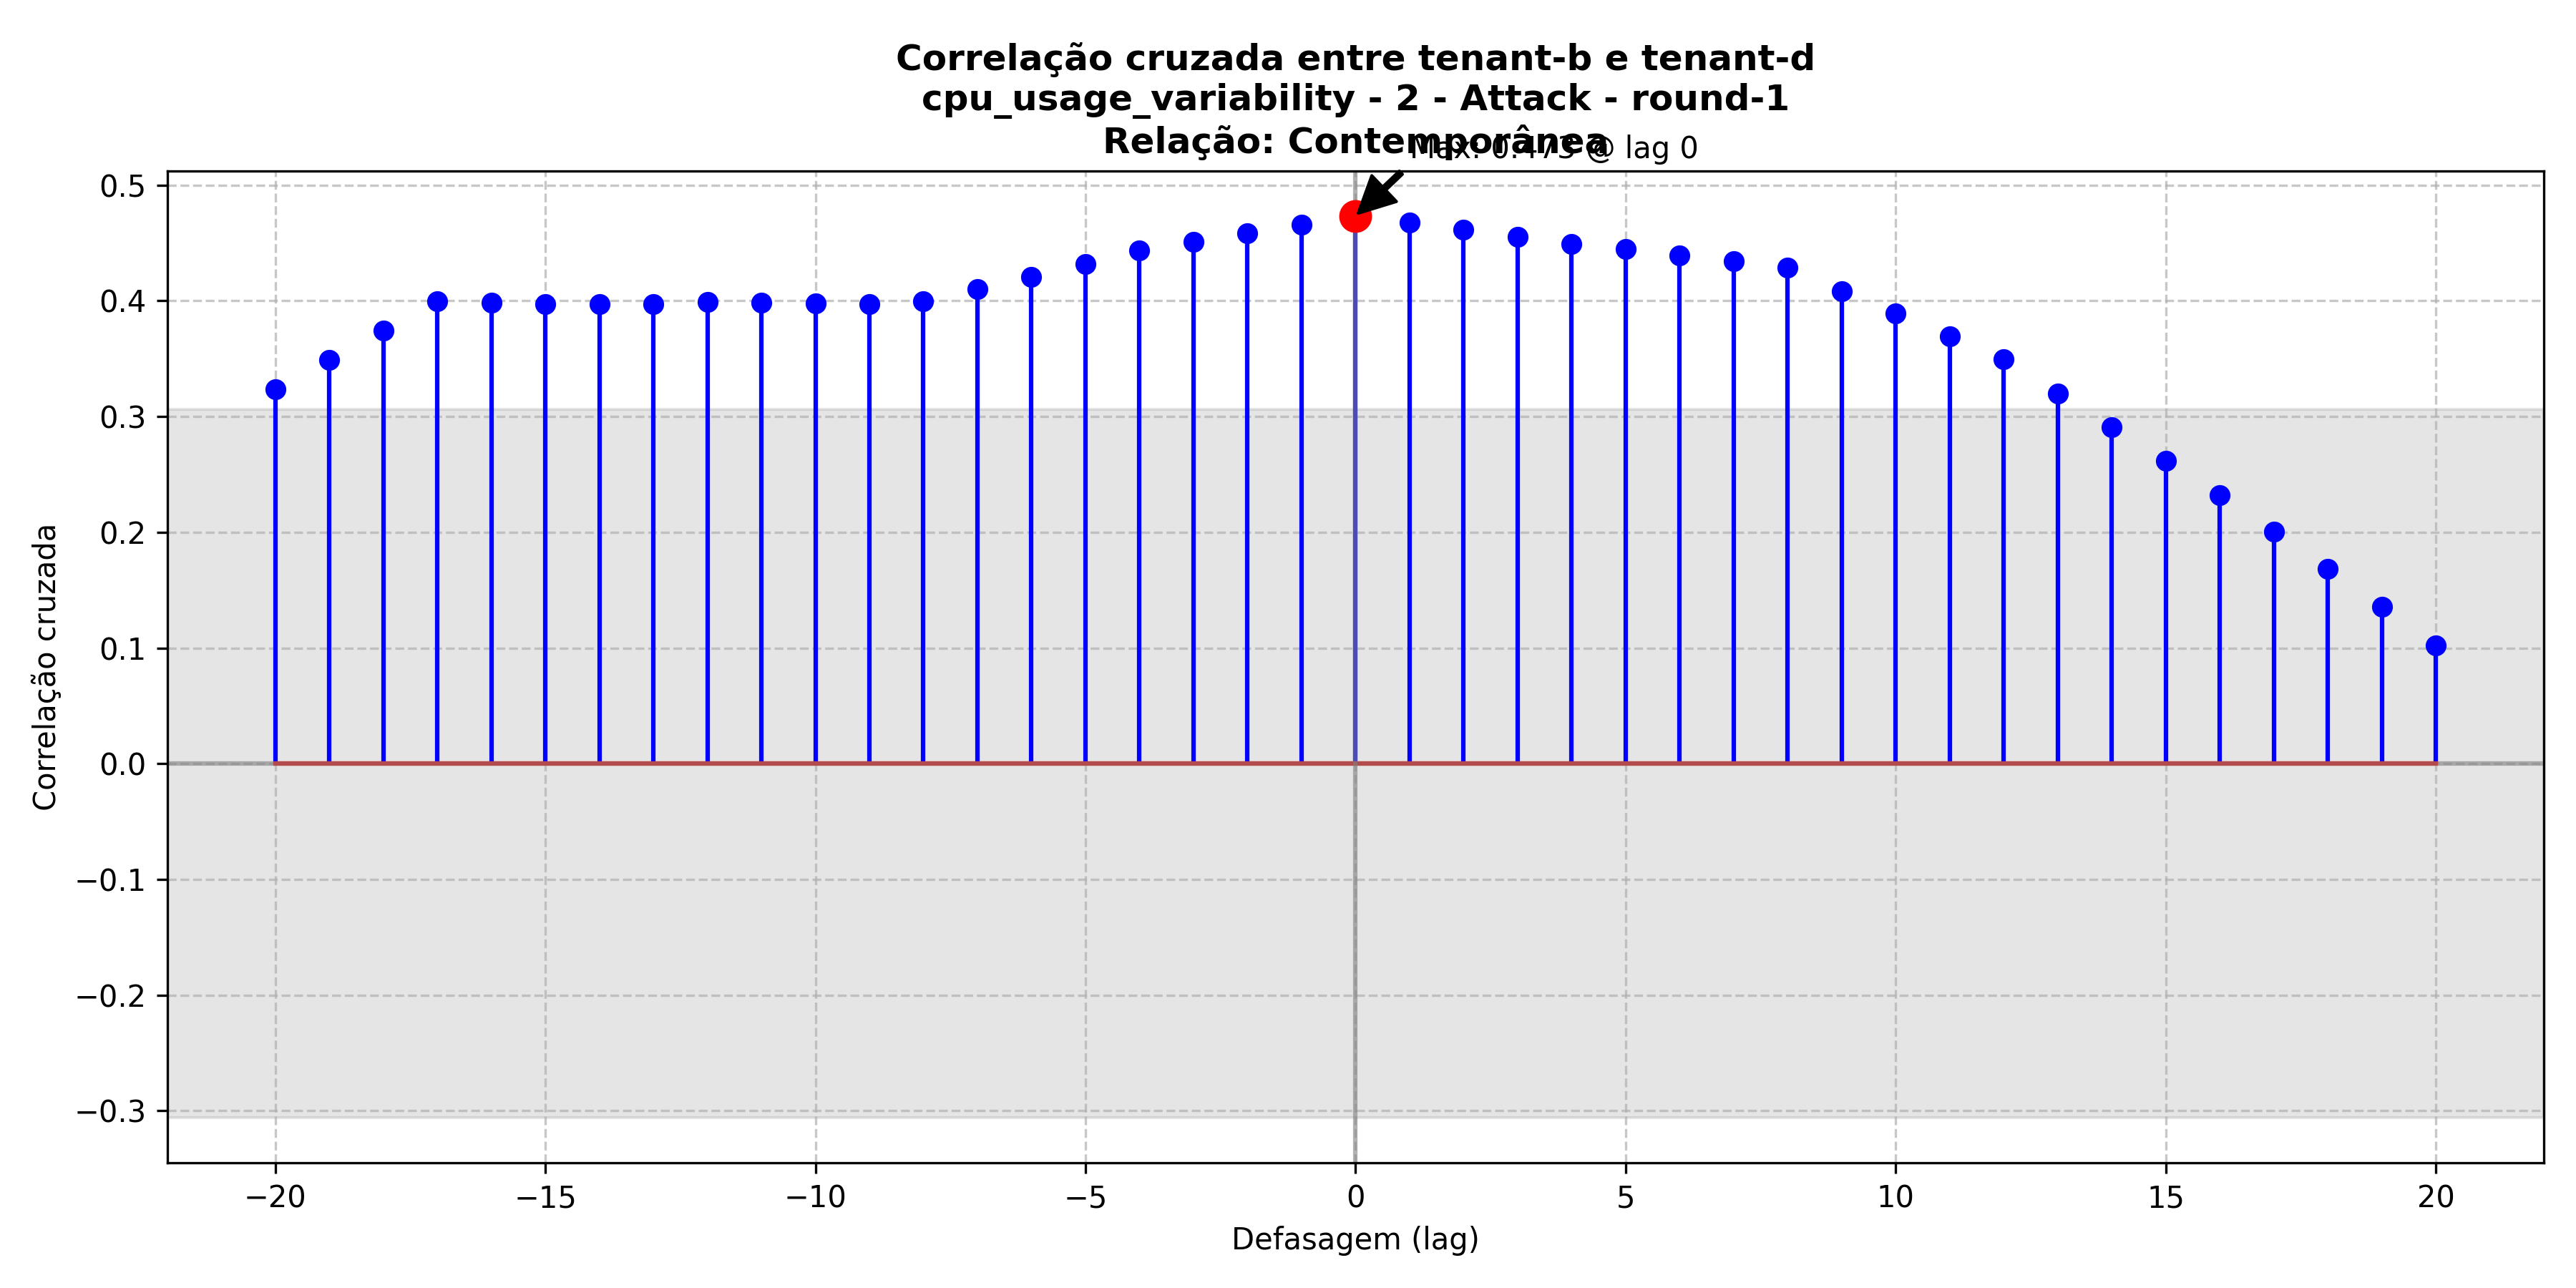 Correlação cruzada entre tenant-b e tenant-d
cpu_usage_variability - 2 - Attack - round-1
Relação: Contemporânea
Max: 0.473 @ lag 0
0.5
0.4
0.3
0.2
0.1
0.0
−0.1
−0.2
−0.3
Correlação cruzada
−20 −15 −10 −5 0 5 10 15 20
Defasagem (lag)